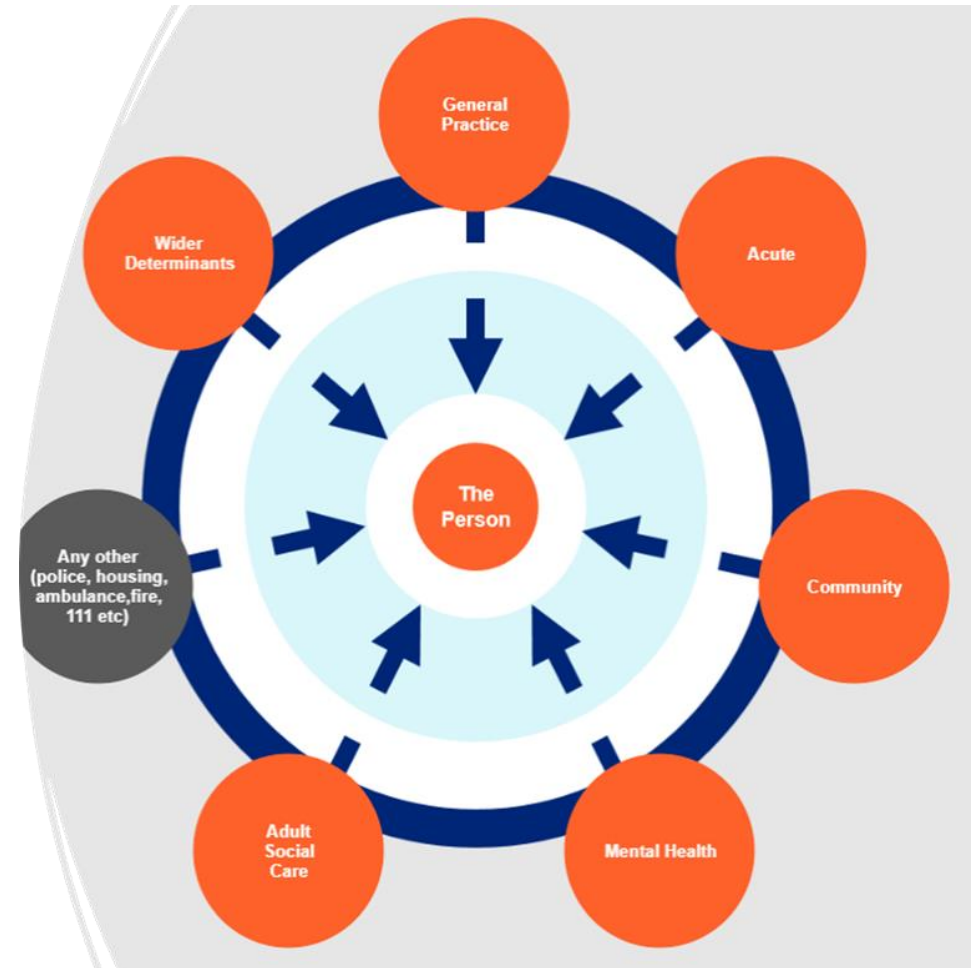 General
Practice
Wider
Determinants
Acute
The
Person
Any other
(police, housing,
ambulance,fire,
111 etc)
Community
Adult
Social
Care
Mental Health